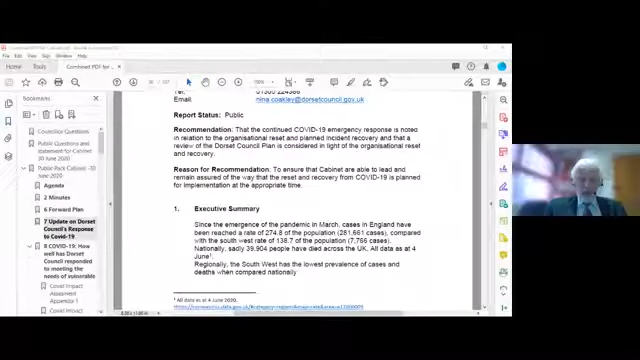 Home Tools
Bookmarks
Councillor Questions
Public Questions and
statement for Cabinet
30 June 2020
Public Pack Cabinet -30
June 2020
Agenda
2 Minutes
6 Forward Plan
7 Update on Dorset
Council's Response
to Covid-19
8 COVID-19: How
well has Dorset
Council responded
to meeting the needs
of vulnerable
Covid Impact
Assessment
Appendix 1
Covid Impact
Email: nina.coakley@dorsetcouncil.gov.uk
Report Status: Public
Recommendation: That the continued COVID-19 emergency response is noted
in relation to the organisational reset and planned incident recovery and that a
review of the Dorset Council Plan is considered in light of the organisational reset
and recovery.
Reason for Recommendation: To ensure that Cabinet are able to lead and
remain assured of the way that the reset and recovery from COVID-19 is planned
for implementation at the appropriate time.
1. Executive Summary
Since the emergence of the pandemic in March, cases in England have
been reached a rate of 274.8 of the population (281,661 cases), compared
with the south west rate of 138.7 of the population (7,766 cases).
Nationally, sadly 39,904 people have died across the UK. All data as at 4
June¹.
Regionally, the South West has the lowest prevalence of cases and
deaths when compared nationally
¹ All data as at 4 June 2020.